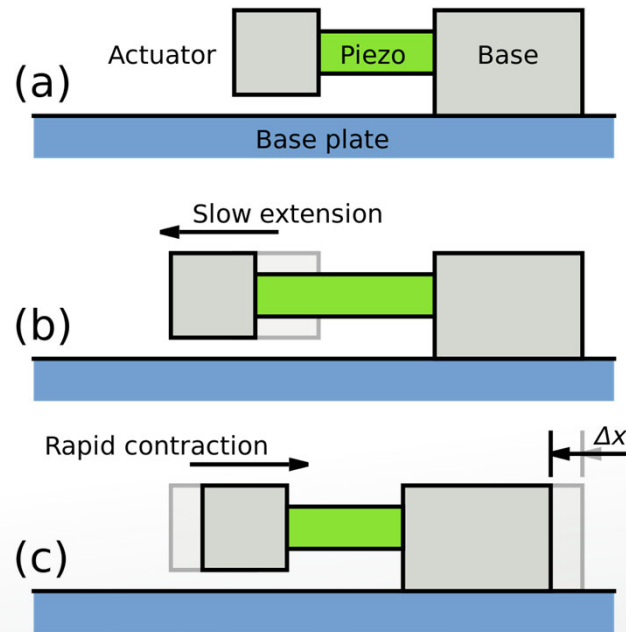 Actuator Piezo Base
(a)
Base plate
Slow extension
(b)
Rapid contraction
Δx
(c)